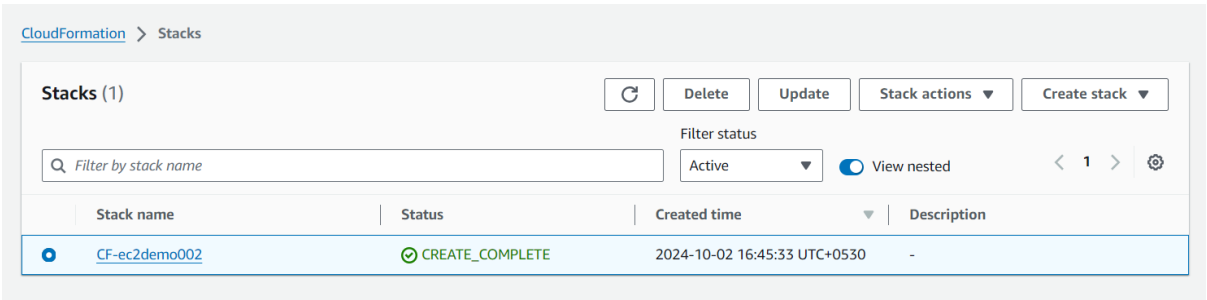 CloudFormation > Stacks
Stacks (1)
Delete Update Stack actions Create stack
Filter status
Filter by stack name Active View nested 1
Stack name Status Created time Description
CF-ec2demo002 CREATE_COMPLETE 2024-10-02 16:45:33 UTC+0530 -